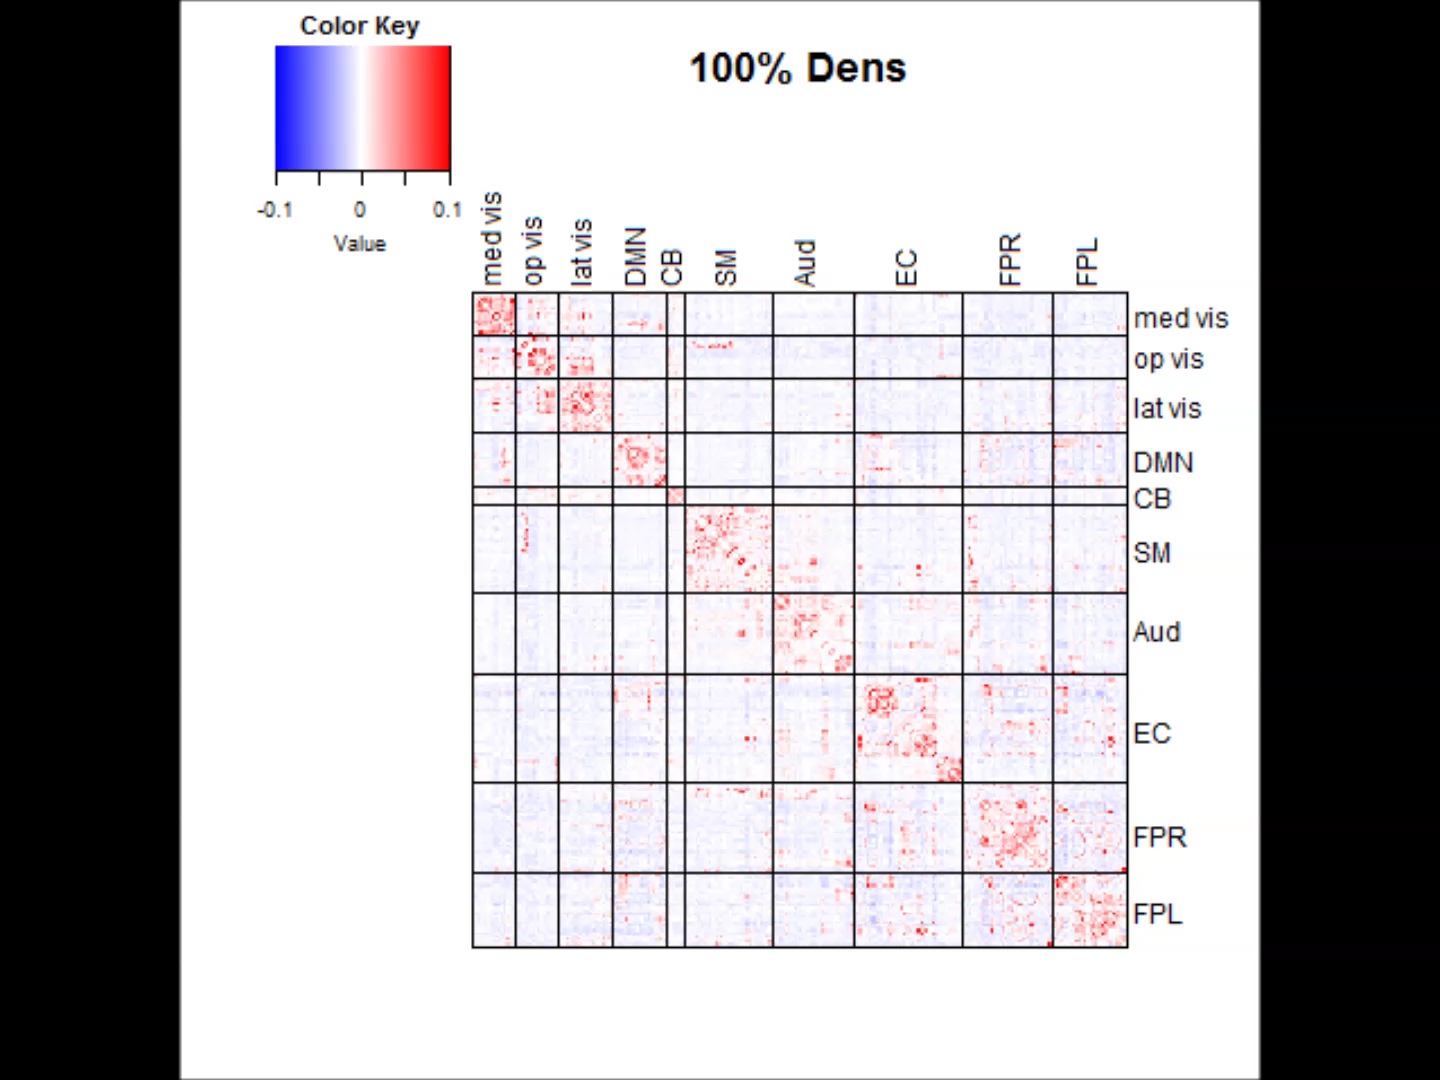 Color Key
100% Dens
-0.1 0 0.1
Value
med vis
op vis
lat vis
DMN
CB
SM
Aud
EC
FPR
FPL
med vis
op vis
lat vis
DMN
CB
SM
Aud
EC
FPR
FPL